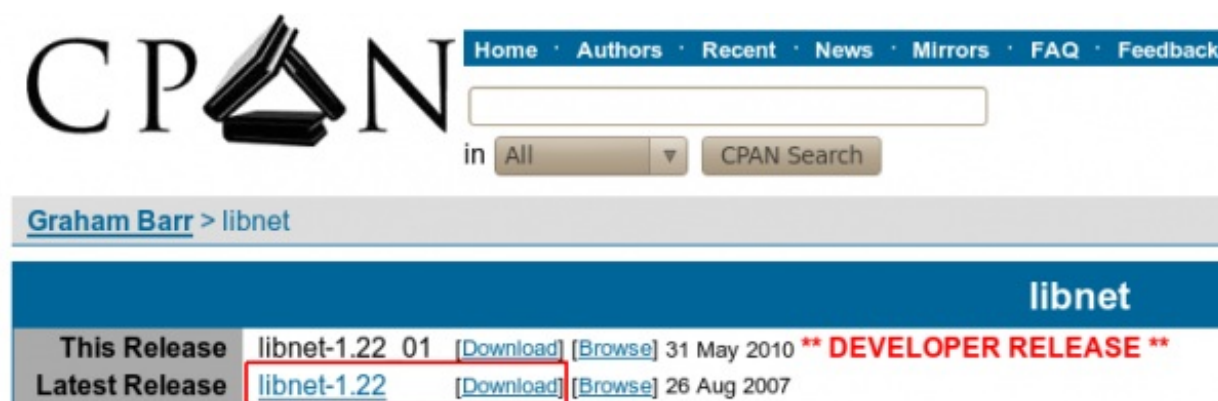 CPAN
Home · Authors · Recent · News · Mirrors · FAQ · Feedback
in All CPAN Search
Graham Barr > libnet
libnet
This Release libnet-1.22_01 [Download] [Browse] 31 May 2010 ** DEVELOPER RELEASE **
Latest Release libnet-1.22 [Download] [Browse] 26 Aug 2007